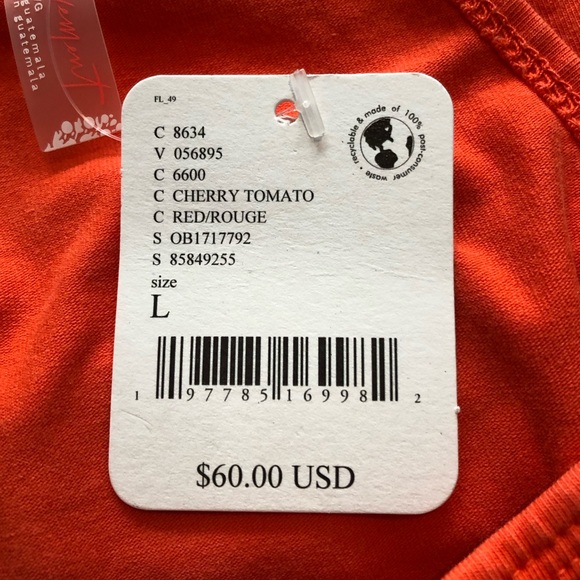 G
guatemala
n guatemala
FL_49
recyclable & made of 100% post-consumer waste •
C 8634
V 056895
C 6600
C CHERRY TOMATO
C RED/ROUGE
S OB1717792
S 85849255
size
L
1 97785 16998 2
$60.00 USD